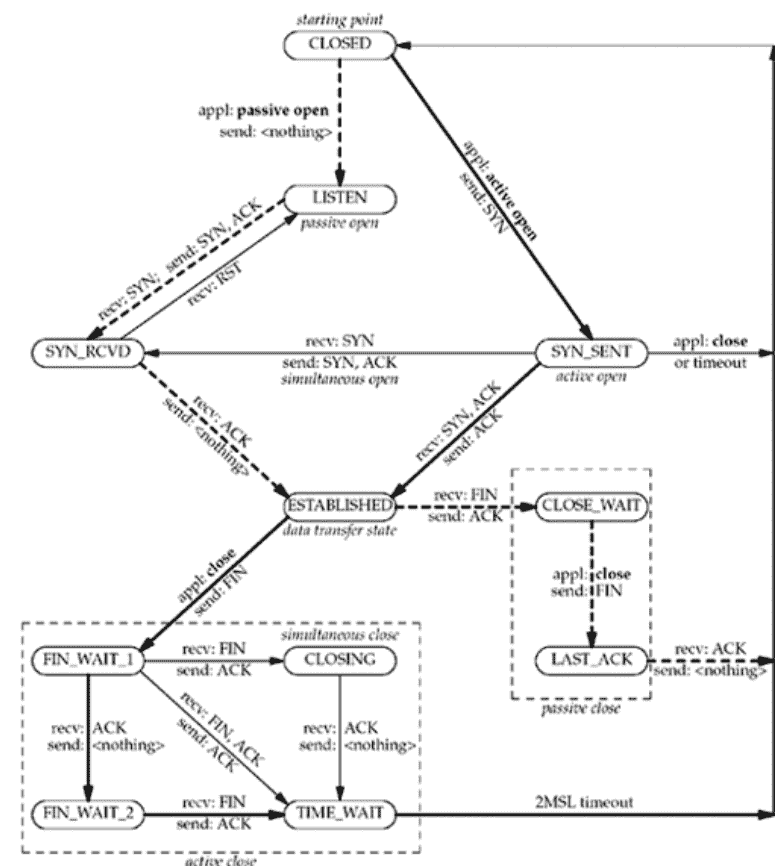 starting point
CLOSED
appl: passive open
send: <nothing>
appl: active open
send: SYN
LISTEN
passive open
recv: SYN; send: SYN, ACK
recv: RST
SYN_RCVD
recv: SYN
send: SYN, ACK
simultaneous open
SYN_SENT
active open
appl: close
or timeout
recv: ACK
send: <nothing>
recv: SYN, ACK
send: ACK
ESTABLISHED
data transfer state
recv: FIN
send: ACK
CLOSE_WAIT
appl: close
send: FIN
appl: close
send: FIN
LAST_ACK
passive close
recv: ACK
send: <nothing>
simultaneous close
FIN_WAIT_1
recv: FIN
send: ACK
CLOSING
recv: ACK
send: <nothing>
recv: FIN, ACK
send: ACK
recv: ACK
send: <nothing>
FIN_WAIT_2
recv: FIN
send: ACK
TIME_WAIT
2MSL timeout
active close